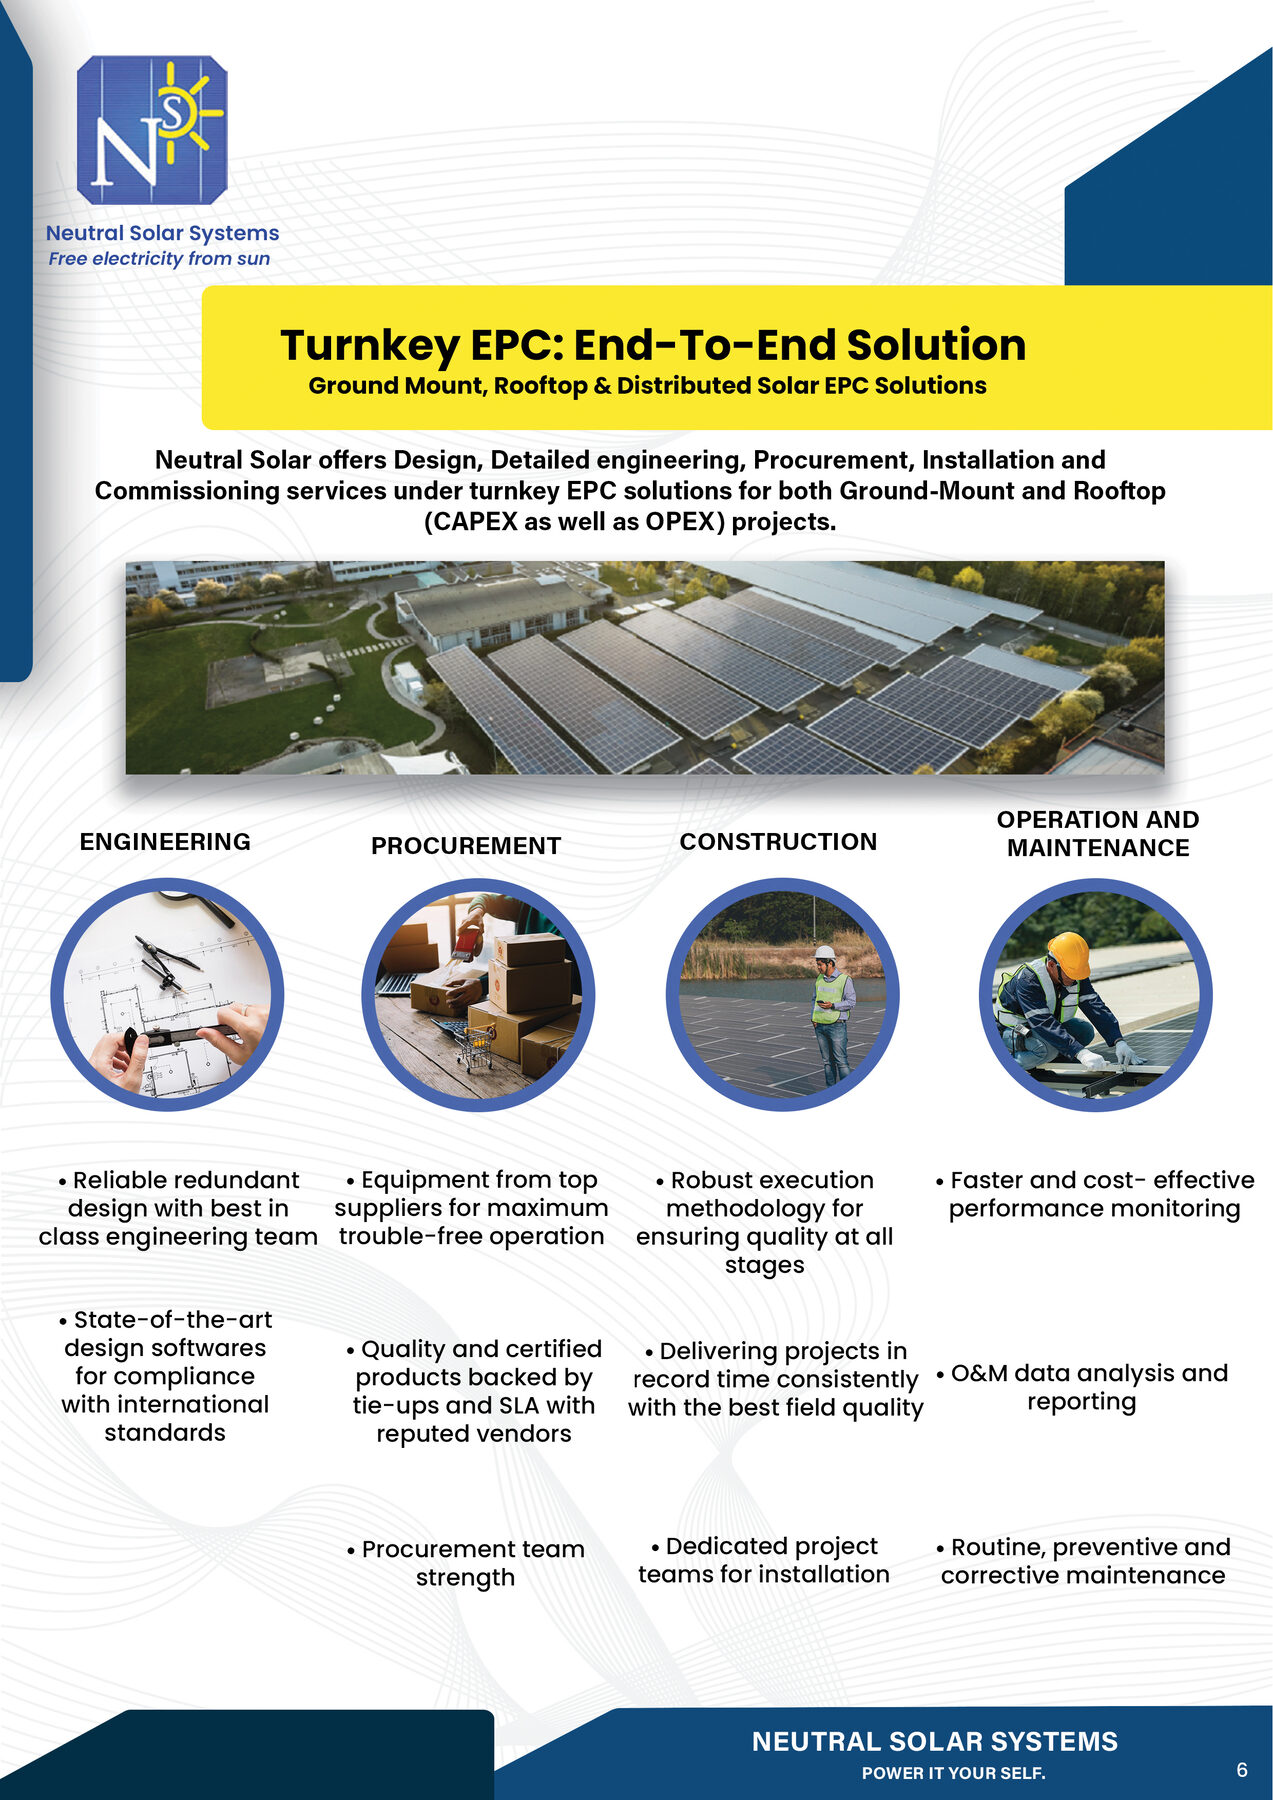 NS
Neutral Solar Systems
Free electricity from sun
Turnkey EPC: End-To-End Solution
Ground Mount, Rooftop & Distributed Solar EPC Solutions
Neutral Solar offers Design, Detailed engineering, Procurement, Installation and
Commissioning services under turnkey EPC solutions for both Ground-Mount and Rooftop
(CAPEX as well as OPEX) projects.
ENGINEERING
• Reliable redundant
design with best in
class engineering team
• State-of-the-art
design softwares
for compliance
with international
standards
PROCUREMENT
• Equipment from top
suppliers for maximum
trouble-free operation
• Quality and certified
products backed by
tie-ups and SLA with
reputed vendors
• Procurement team
strength
CONSTRUCTION
• Robust execution
methodology for
ensuring quality at all
stages
• Delivering projects in
record time consistently
with the best field quality
• Dedicated project
teams for installation
OPERATION AND
MAINTENANCE
• Faster and cost- effective
performance monitoring
• O&M data analysis and
reporting
• Routine, preventive and
corrective maintenance
NEUTRAL SOLAR SYSTEMS
POWER IT YOUR SELF.
6